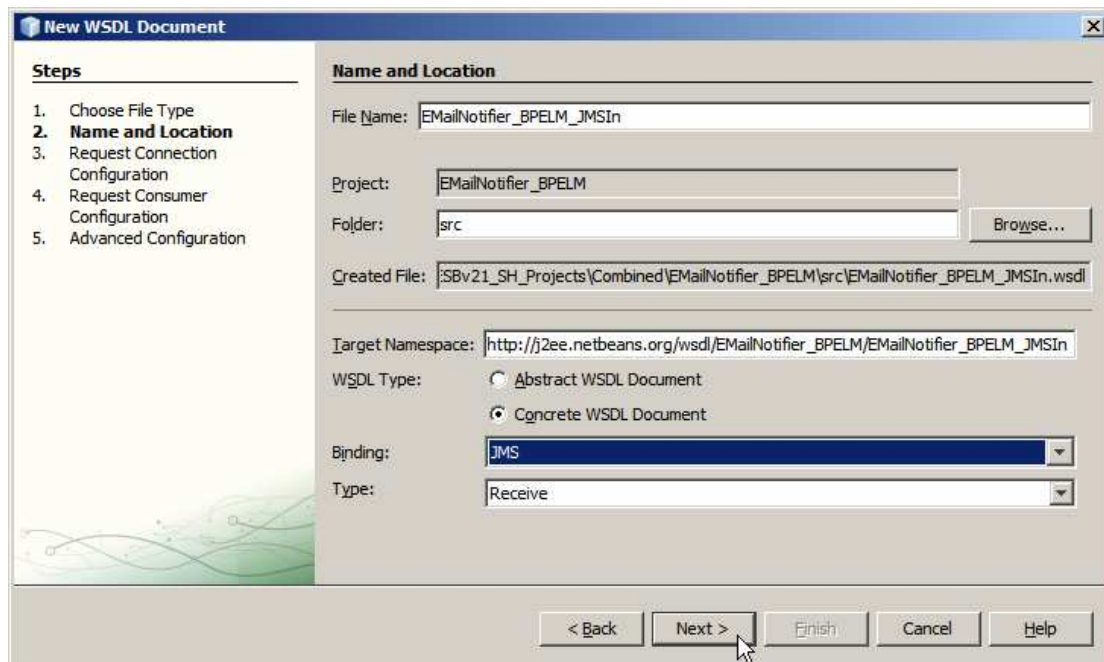 New WSDL Document
Steps
1. Choose File Type
2. Name and Location
3. Request Connection
Configuration
4. Request Consumer
Configuration
5. Advanced Configuration
Name and Location
File Name: EMailNotifier_BPELM_JMSIn
Project: EMailNotifier_BPELM
Folder: src Browse...
Created File: ESBv21_SH_Projects\Combined\EMailNotifier_BPELM\src\EMailNotifier_BPELM_JMSIn.wsdl
Target Namespace: http://j2ee.netbeans.org/wsdl/EMailNotifier_BPELM/EMailNotifier_BPELM_JMSIn
WSDL Type: Abstract WSDL Document
Concrete WSDL Document
Binding: JMS
Type: Receive
< Back Next > Finish Cancel Help